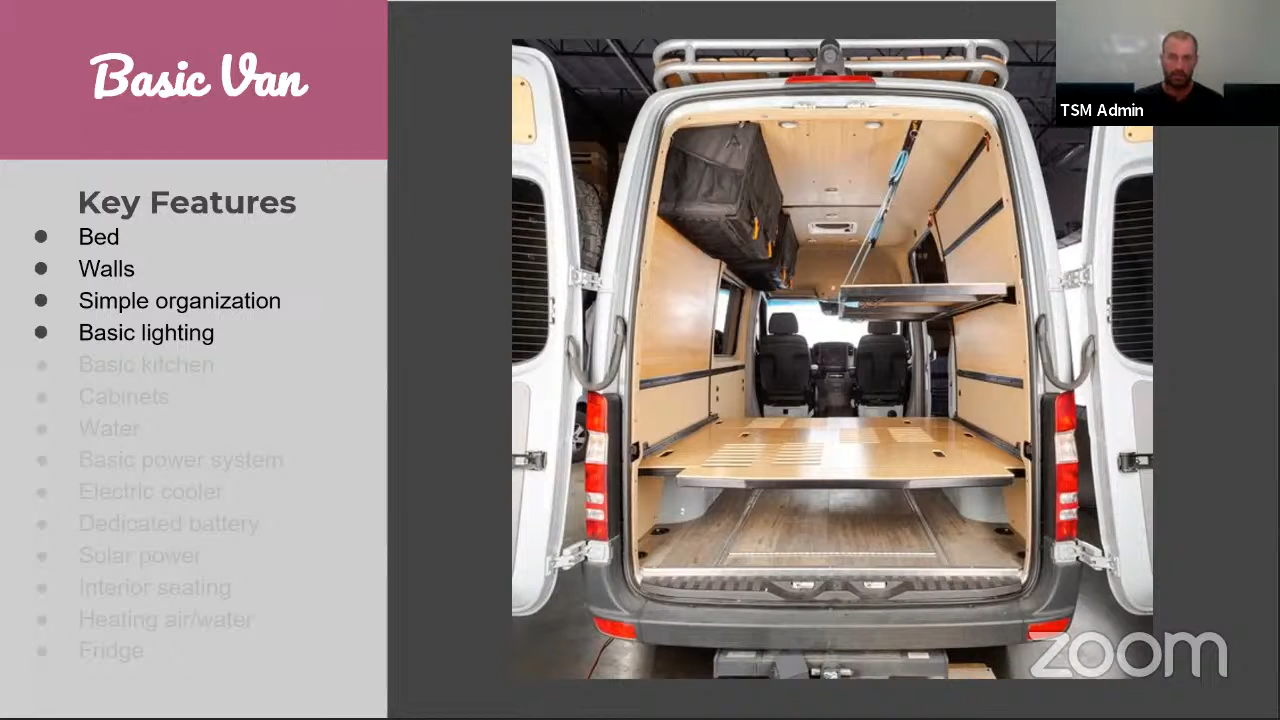 Basic Van
TSM Admin
Key Features
Bed
Walls
Simple organization
Basic lighting
Basic kitchen
Cabinets
Water
Basic power system
Electric cooler
Dedicated battery
Solar power
Interior seating
Heating air/water
Fridge
zoom